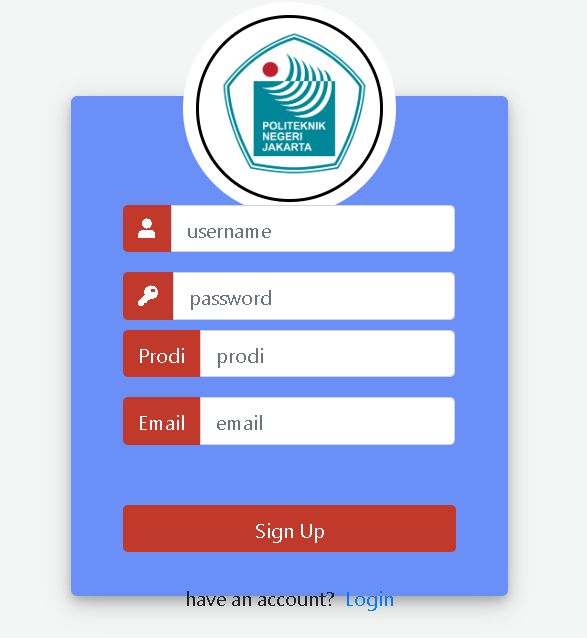 POLITEKNIK
NEGERI
JAKARTA
username
password
Prodi prodi
Email email
Sign Up
have an account? Login